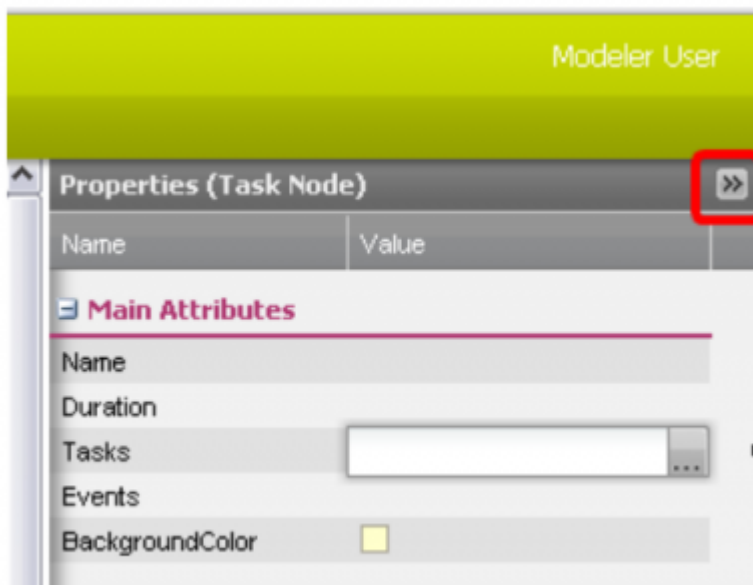 Modeler User
Properties (Task Node)
Name Value
Main Attributes
Name
Duration
Tasks ...
Events
BackgroundColor